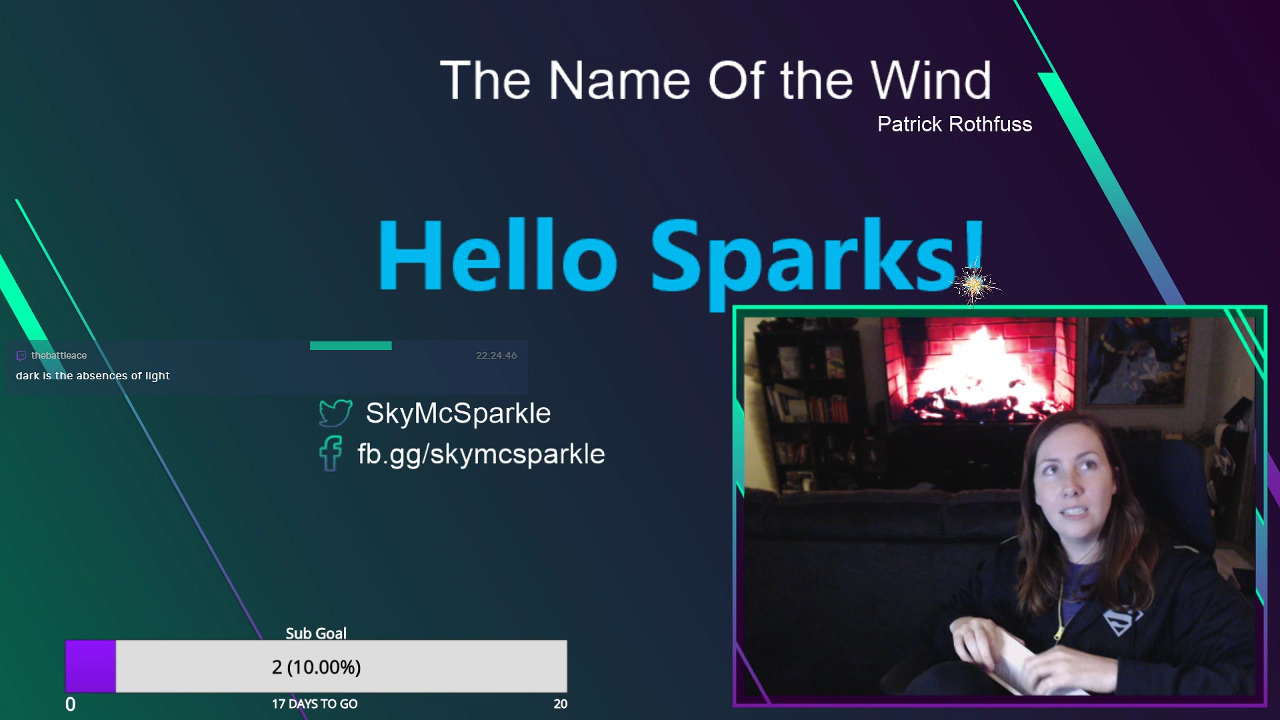 The Name Of the Wind
Patrick Rothfuss
Hello Sparks!
thebattleace 22:24:46
dark is the absences of light
SkyMcSparkle
fb.gg/skymcsparkle
Sub Goal
2 (10.00%)
0 17 DAYS TO GO 20